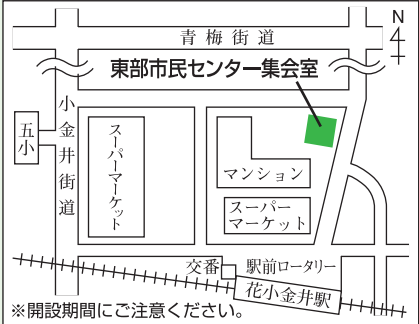 N
青梅街道
東部市民センター集会室
小金井街道
五小
スーパーマーケット
マンション
スーパー
マーケット
交番
駅前ロータリー
花小金井駅
※開設期間にご注意ください。